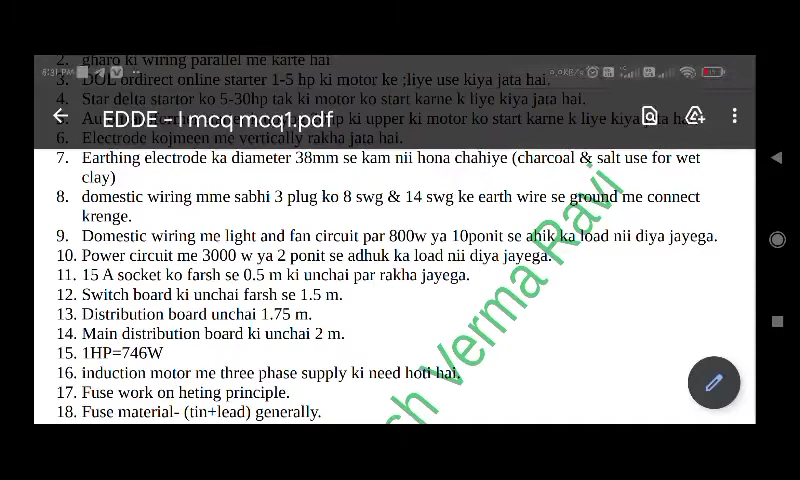 2. gharo ki wiring parallel me karte hai
3. DOL ordirect online starter 1-5 hp ki motor ke ;liye use kiya jata hai.
4. Star delta startor ko 5-30hp tak ki motor ko start karne k liye kiya jata hai.
EDDE - I mcq mcq1.pdf
hp ki upper ki motor ko start karne k liye kiya
6. Electrode kojmeen me vertically rakha jata hai.
7. Earthing electrode ka diameter 38mm se kam nii hona chahiye (charcoal & salt use for wet
clay)
8. domestic wiring mme sabhi 3 plug ko 8 swg & 14 swg ke earth wire se ground me connect
krenge.
9. Domestic wiring me light and fan circuit par 800w ya 10ponit se ahik ka load nii diya jayega.
10. Power circuit me 3000 w ya 2 ponit se adhuk ka load nii diya jayega.
11. 15 A socket ko farsh se 0.5 m ki unchai par rakha jayega.
12. Switch board ki unchai farsh se 1.5 m.
13. Distribution board unchai 1.75 m.
14. Main distribution board ki unchai 2 m.
15. 1HP=746W
16. induction motor me three phase supply ki need hoti hai.
17. Fuse work on heting principle.
18. Fuse material- (tin+lead) generally.
ch Verma Ravi